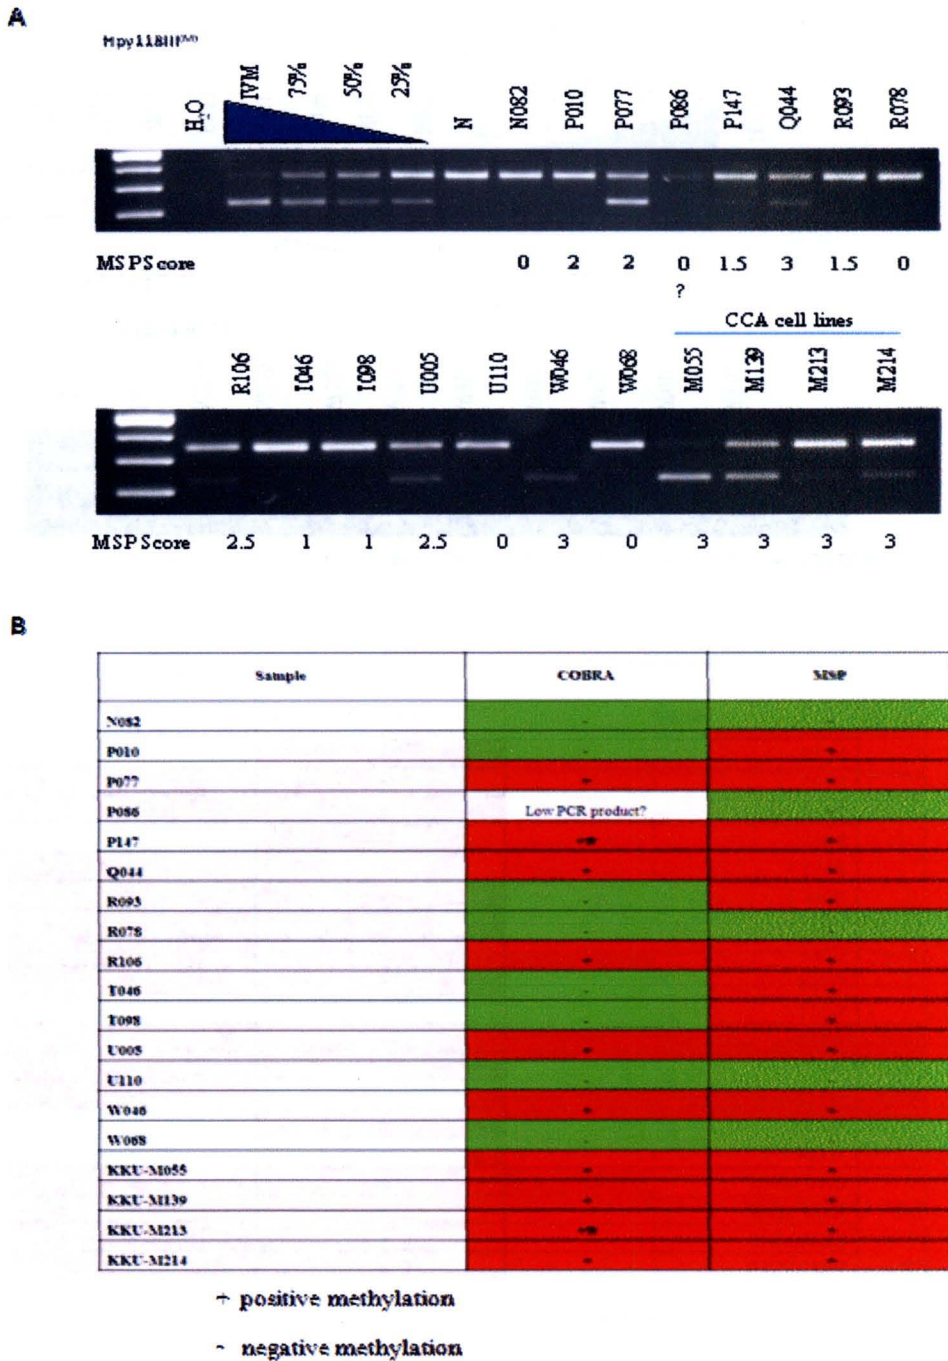 A
Hpy118III
H2O IVM 75% 50% 25% N N082 P010 P077 P086 P147 Q044 R093 R078
MSP Score 0 2 2 0 1.5 3 1.5 0
?
CCA cell lines
R106 I046 I098 U005 U110 W046 W068 M055 M139 M213 M214
MSP Score 2.5 1 1 2.5 0 3 0 3 3 3 3
B
Sample COBRA MSP
N082 - -
P010 - +
P077 + +
P086 Low PCR product? -
P147 +
Q044 + +
R093 - +
R078 - -
R106 + +
T046 - +
T098 - +
U005 + +
U110 - -
W046 + +
W068 - -
KKU-M055 + +
KKU-M139 + +
KKU-M213 +
KKU-M214 + +
+ positive methylation
- negative methylation